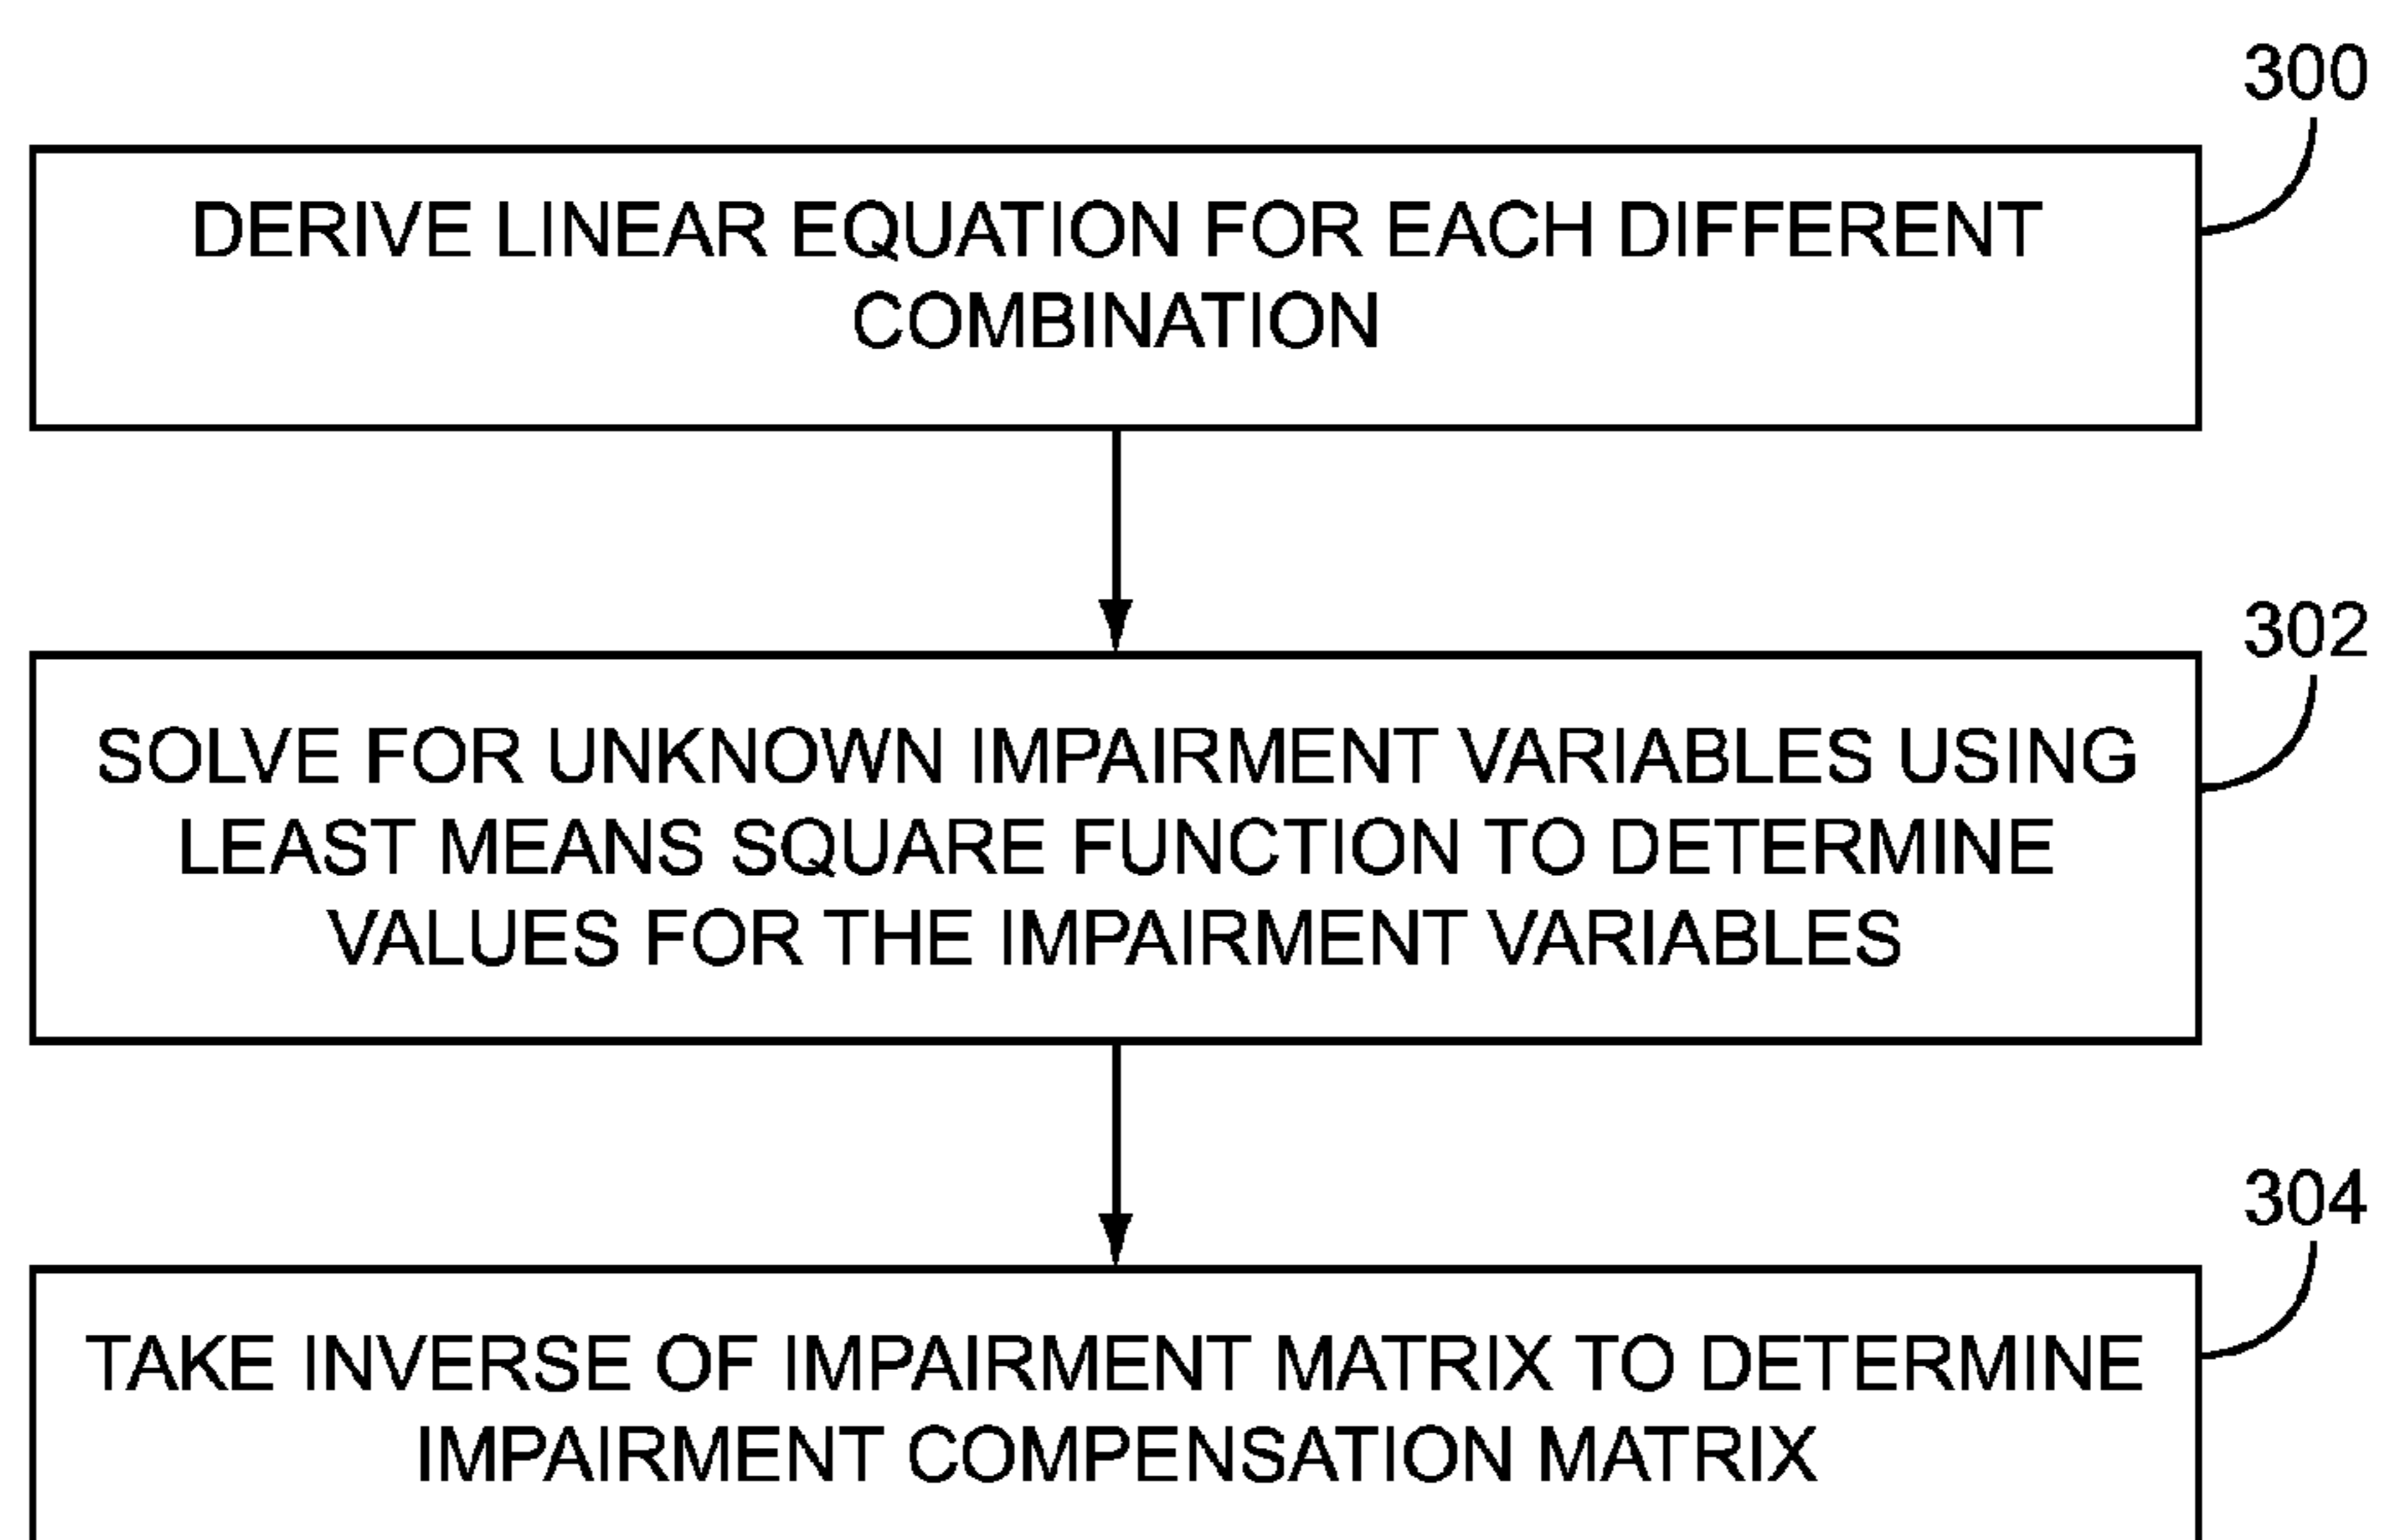 300
DERIVE LINEAR EQUATION FOR EACH DIFFERENT
COMBINATION
302
SOLVE FOR UNKNOWN IMPAIRMENT VARIABLES USING
LEAST MEANS SQUARE FUNCTION TO DETERMINE
VALUES FOR THE IMPAIRMENT VARIABLES
304
TAKE INVERSE OF IMPAIRMENT MATRIX TO DETERMINE
IMPAIRMENT COMPENSATION MATRIX